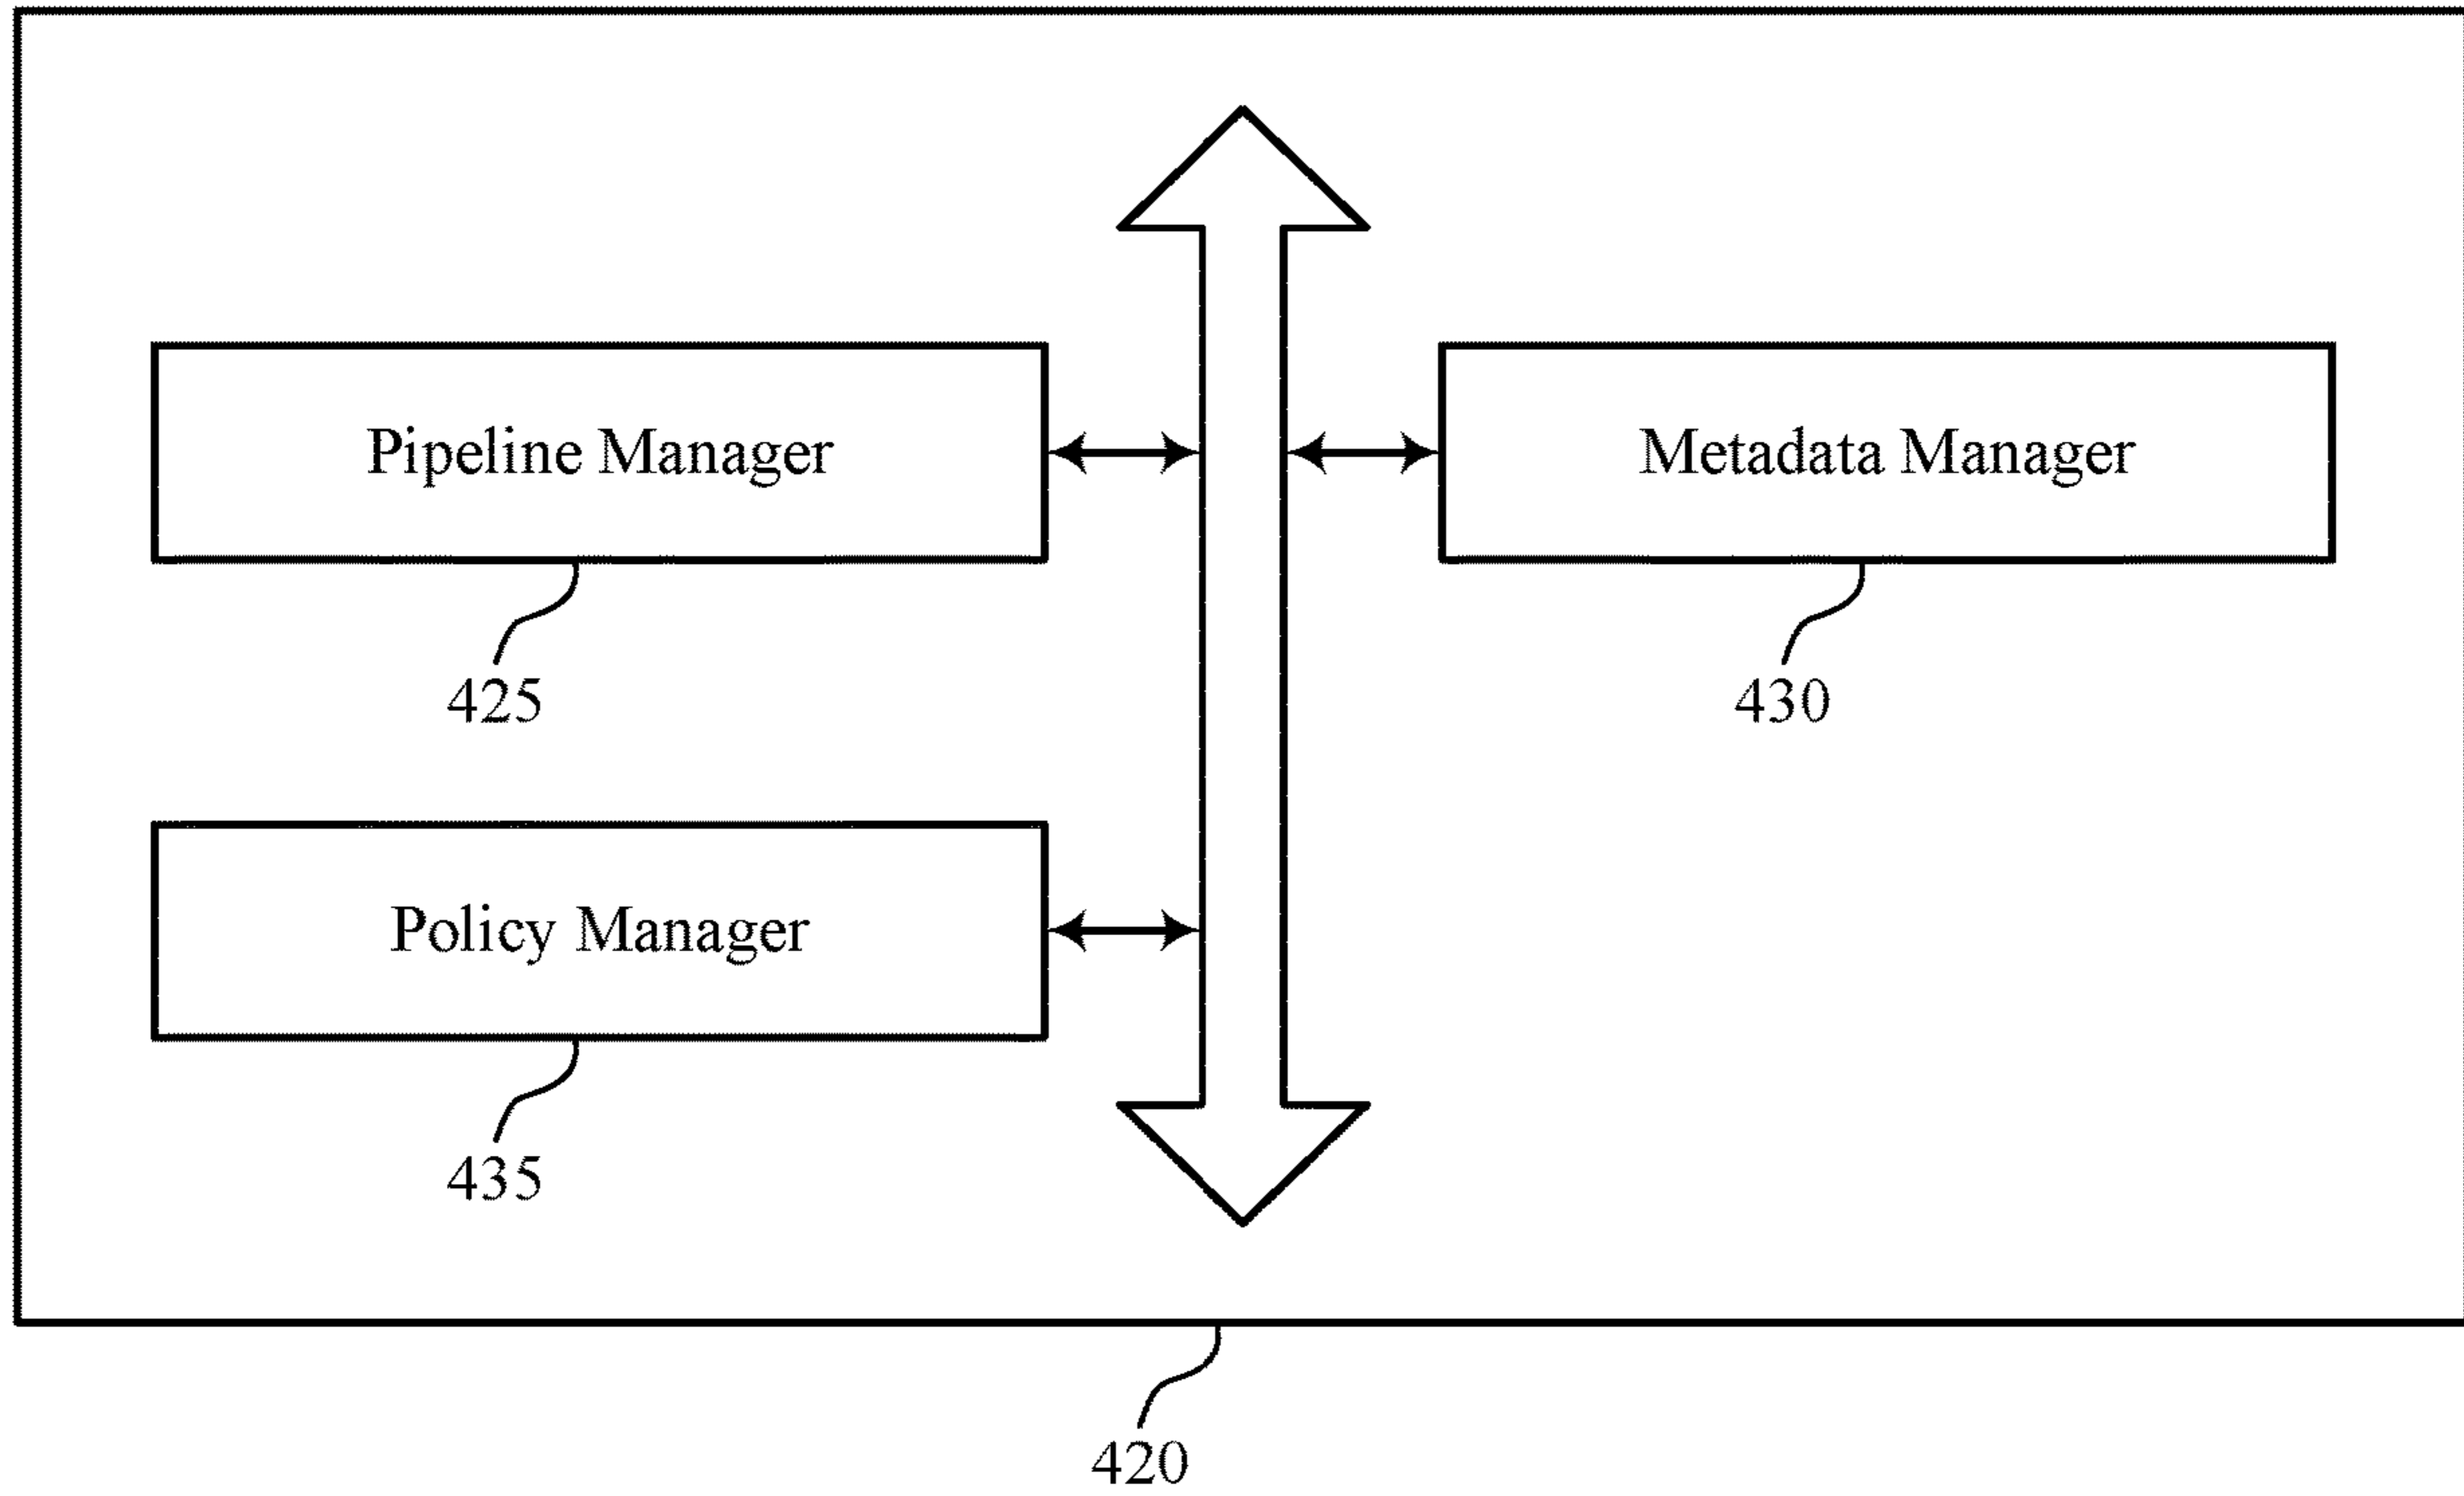 Pipeline Manager
Metadata Manager
425
430
Policy Manager
435
420